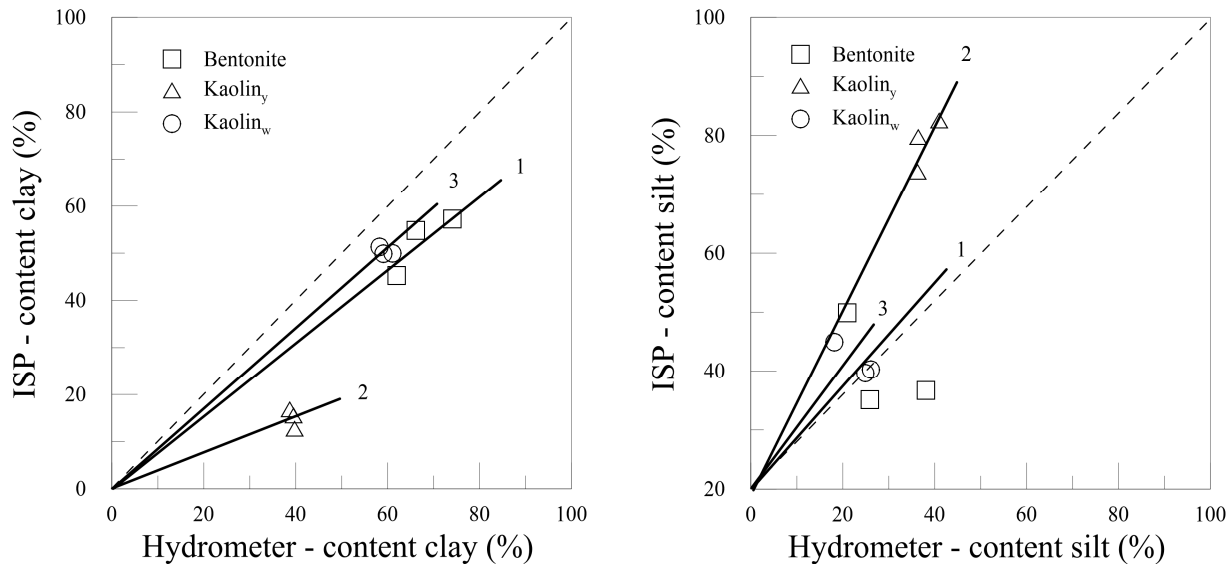 100
80
60
40
20
0
ISP - content clay (%)
Bentonite
Kaolin_y
Kaolin_w
3
1
2
0
20
40
60
80
100
Hydrometer - content clay (%)
100
80
60
40
20
ISP - content silt (%)
Bentonite
Kaolin_y
Kaolin_w
2
1
3
0
20
40
60
80
100
Hydrometer - content silt (%)